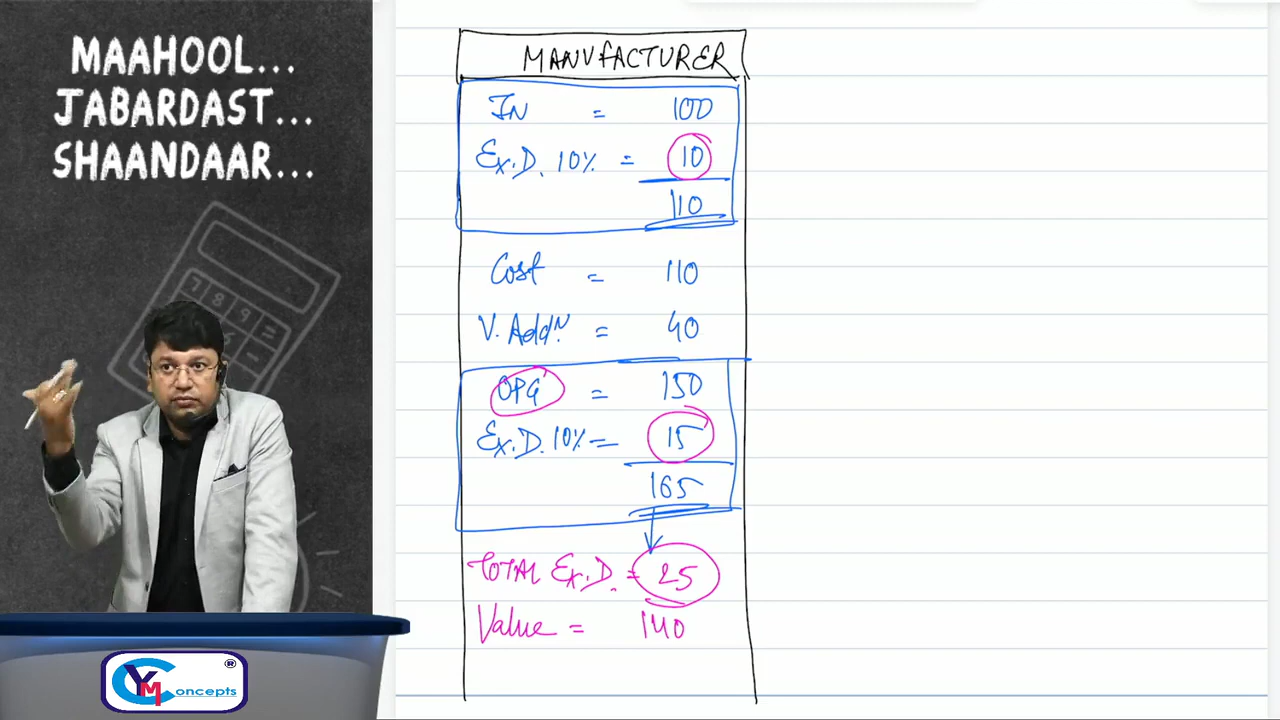 MAAHOOL...
JABARDAST...
SHAANDAAR...
MANUFACTURER
IN = 100
Ex.D. 10% = 10
110
Cost = 110
V. Addn. = 40
OPG = 150
Ex.D. 10% = 15
165
TOTAL Ex.D. = 25
Value = 140
789
YM Concepts ®